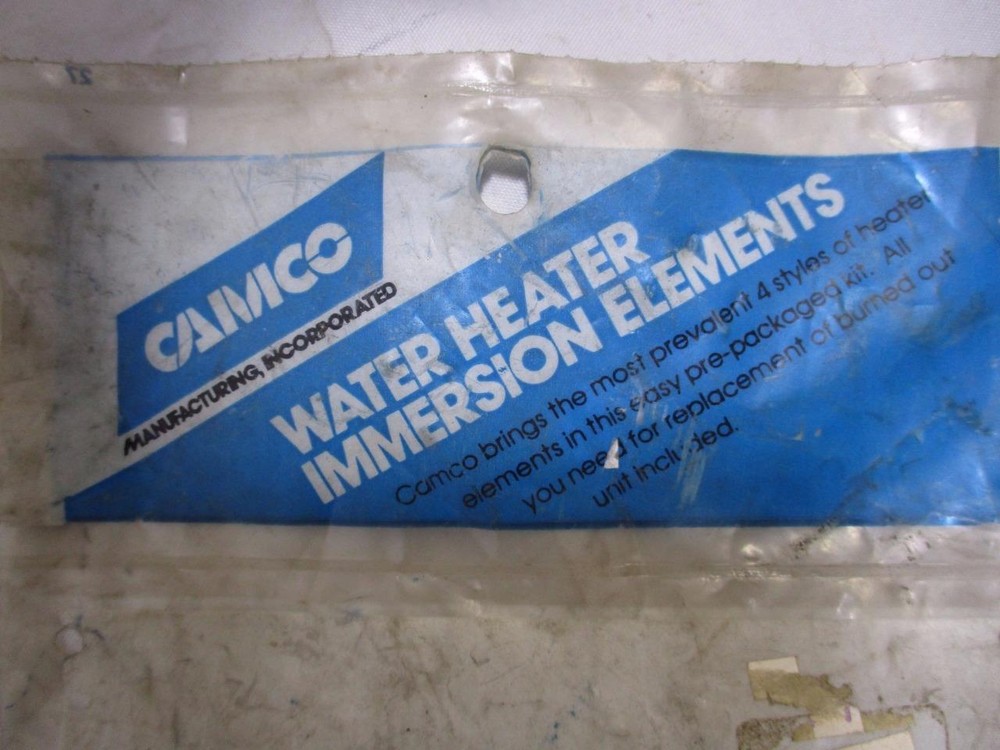 27
CAMCO
MANUFACTURING, INCORPORATED
WATER HEATER
IMMERSION ELEMENTS
Camco brings the most prevalent 4 styles of heater
elements in this easy pre-packaged kit. All
you need for replacement of burned out
unit included.